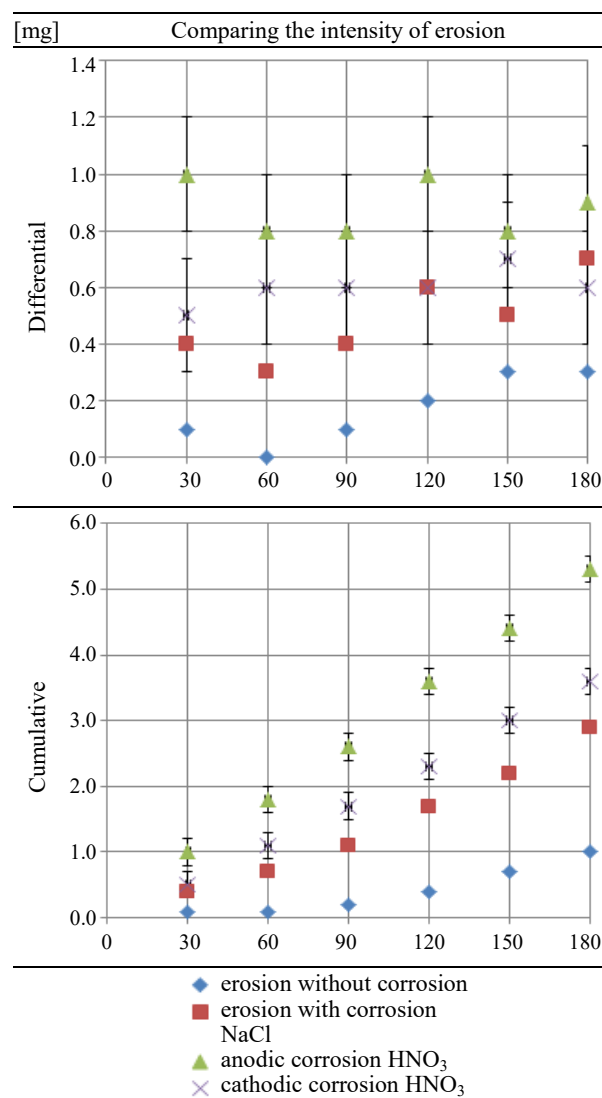 [mg] Comparing the intensity of erosion
1.4
1.2
1.0
0.8
0.6
0.4
0.2
0.0
Differential
0 30 60 90 120 150 180
6.0
5.0
4.0
3.0
2.0
1.0
0.0
Cumulative
0 30 60 90 120 150 180
erosion without corrosion
erosion with corrosion
NaCl
anodic corrosion HNO₃
cathodic corrosion HNO₃